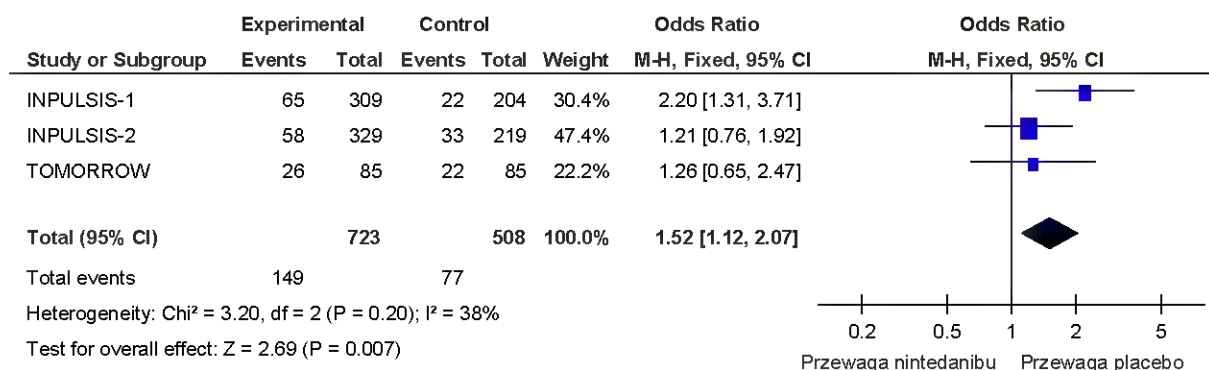 Experimental Control Odds Ratio Odds Ratio
Study or Subgroup Events Total Events Total Weight M-H, Fixed, 95% CI M-H, Fixed, 95% CI
INPULSIS-1 65 309 22 204 30.4% 2.20 [1.31, 3.71]
INPULSIS-2 58 329 33 219 47.4% 1.21 [0.76, 1.92]
TOMORROW 26 85 22 85 22.2% 1.26 [0.65, 2.47]
Total (95% CI) 723 508 100.0% 1.52 [1.12, 2.07]
Total events 149 77
Heterogeneity: Chi² = 3.20, df = 2 (P = 0.20); I² = 38%
Test for overall effect: Z = 2.69 (P = 0.007)
0.2 0.5 1 2 5
Przewaga nintedanibu Przewaga placebo